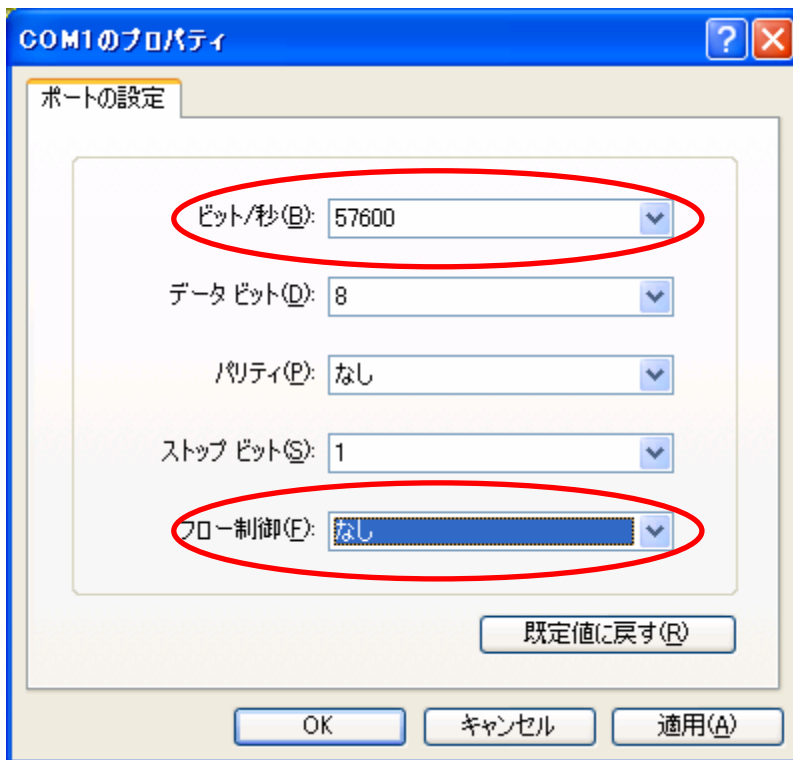 COM1のプロパティ
ポートの設定
ビット/秒(B): 57600
データ ビット(D): 8
パリティ(P): なし
ストップ ビット(S): 1
フロー制御(F): なし
既定値に戻す(R)
OK キャンセル 適用(A)